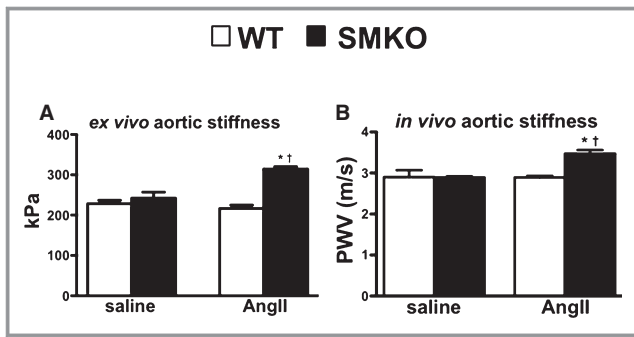 WT SMKO
A ex vivo aortic stiffness
400
300
200
100
0
kPa
* †
saline AngII
B in vivo aortic stiffness
4
3
2
1
0
PWV (m/s)
* †
saline AngII